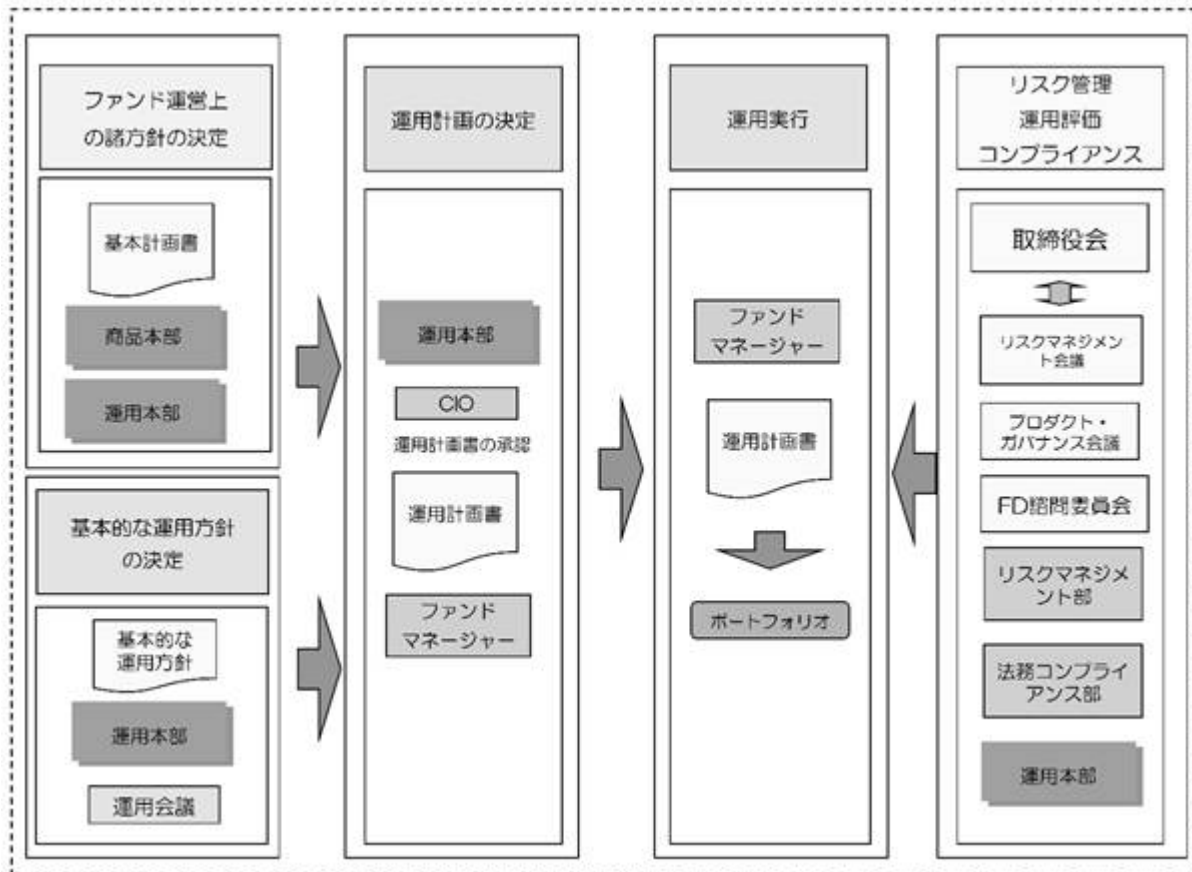 ファンド運営上
の諸方針の決定
基本計画書
商品本部
運用本部
基本的な運用方針
の決定
基本的な
運用方針
運用本部
運用会議
運用計画の決定
運用本部
CIO
運用計画書の承認
運用計画書
ファンド
マネージャー
運用実行
ファンド
マネージャー
運用計画書
ポートフォリオ
リスク管理
運用評価
コンプライアンス
取締役会
リスクマネジメン
ト会議
プロダクト・
ガバナンス会議
FD諮問委員会
リスクマネジメ
ント部
法務コンプライ
アンス部
運用本部